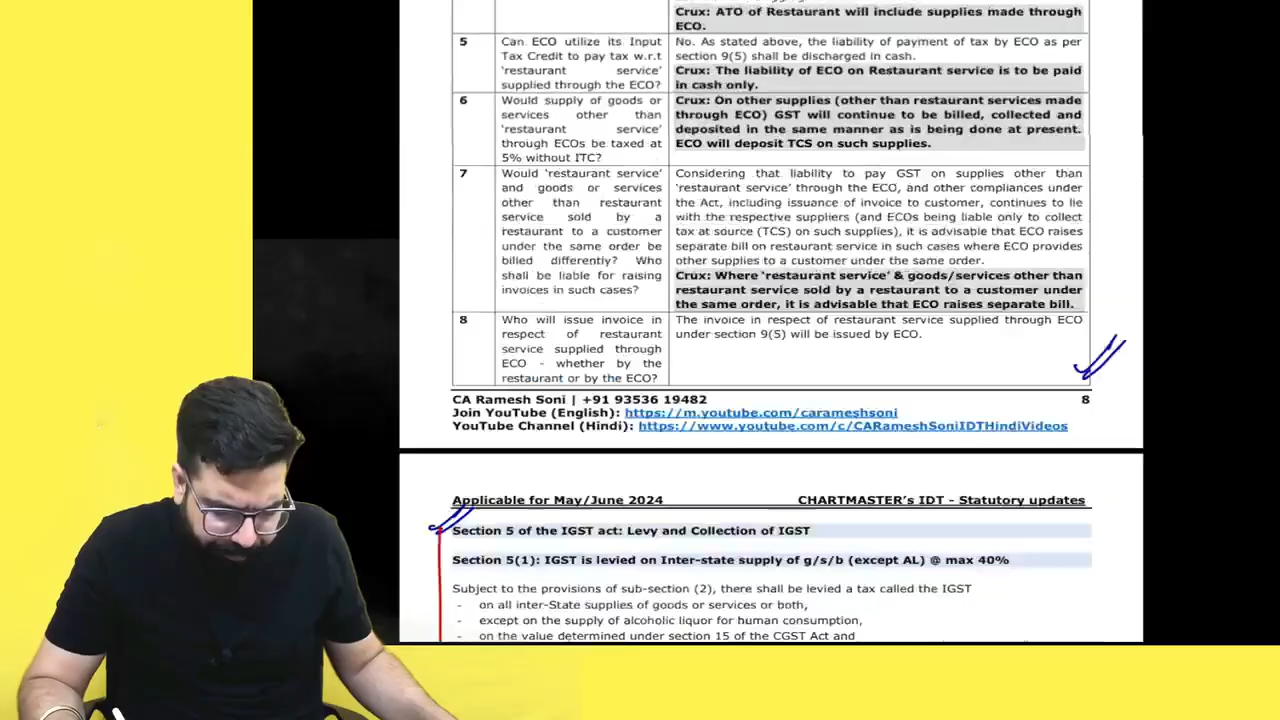 Crux: ATO of Restaurant will include supplies made through
ECO.
5
Can ECO utilize its Input
Tax Credit to pay tax w.r.t
‘restaurant service’
supplied through the ECO?
No. As stated above, the liability of payment of tax by ECO as per
section 9(5) shall be discharged in cash.
Crux: The liability of ECO on Restaurant service is to be paid
in cash only.
6
Would supply of goods or
services other than
‘restaurant service’
through ECOs be taxed at
5% without ITC?
Crux: On other supplies (other than restaurant services made
through ECO) GST will continue to be billed, collected and
deposited in the same manner as is being done at present.
ECO will deposit TCS on such supplies.
7
Would ‘restaurant service’
and goods or services
other than restaurant
service sold by a
restaurant to a customer
under the same order be
billed differently? Who
shall be liable for raising
invoices in such cases?
Considering that liability to pay GST on supplies other than
‘restaurant service’ through the ECO, and other compliances under
the Act, including issuance of invoice to customer, continues to lie
with the respective suppliers (and ECOs being liable only to collect
tax at source (TCS) on such supplies), it is advisable that ECO raises
separate bill on restaurant service in such cases where ECO provides
other supplies to a customer under the same order.
Crux: Where ‘restaurant service’ & goods/services other than
restaurant service sold by a restaurant to a customer under
the same order, it is advisable that ECO raises separate bill.
8
Who will issue invoice in
respect of restaurant
service supplied through
ECO - whether by the
restaurant or by the ECO?
The invoice in respect of restaurant service supplied through ECO
under section 9(5) will be issued by ECO.
CA Ramesh Soni | +91 93536 19482
8
Join YouTube (English): https://m.youtube.com/carameshsoni
YouTube Channel (Hindi): https://www.youtube.com/c/CARameshSoniIDTHindiVideos
Applicable for May/June 2024
CHARTMASTER’s IDT - Statutory updates
Section 5 of the IGST act: Levy and Collection of IGST
Section 5(1): IGST is levied on Inter-state supply of g/s/b (except AL) @ max 40%
Subject to the provisions of sub-section (2), there shall be levied a tax called the IGST
- on all inter-State supplies of goods or services or both,
- except on the supply of alcoholic liquor for human consumption,
- on the value determined under section 15 of the CGST Act and